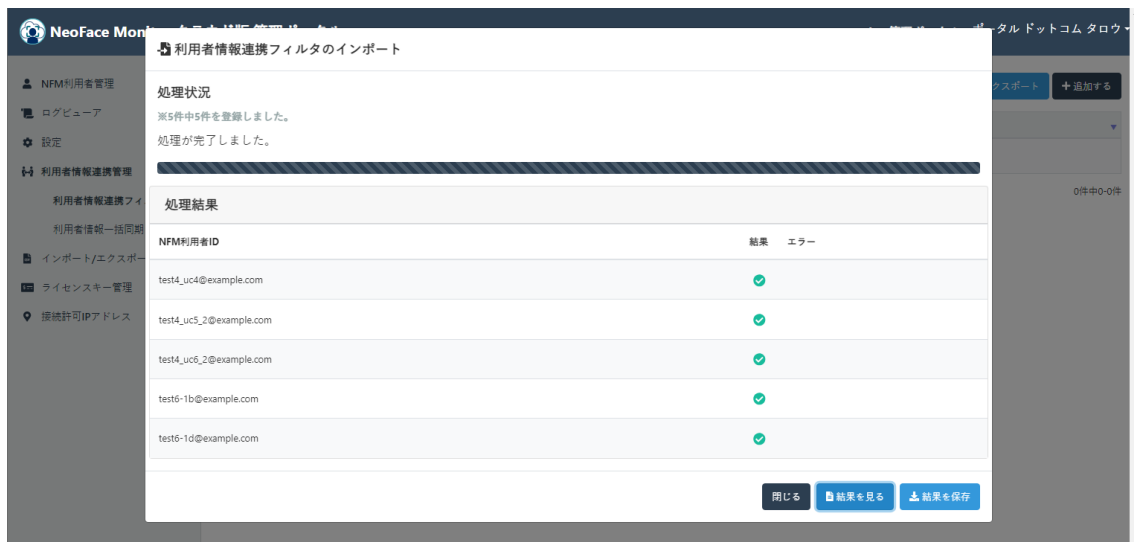 NeoFace Mon
タル ドットコム タロウ
利用者情報連携フィルタのインポート
NFM利用者管理
ログビューア
設定
利用者情報連携管理
利用者情報連携フィ
利用者情報一括同期
インポート/エクスポー
ライセンスキー管理
接続許可IPアドレス
クスポート
追加する
0件中0-0件
処理状況
※5件中5件を登録しました。
処理が完了しました。
処理結果
NFM利用者ID 結果 エラー
test4_uc4@example.com
test4_uc5_2@example.com
test4_uc6_2@example.com
test6-1b@example.com
test6-1d@example.com
閉じる 結果を見る 結果を保存